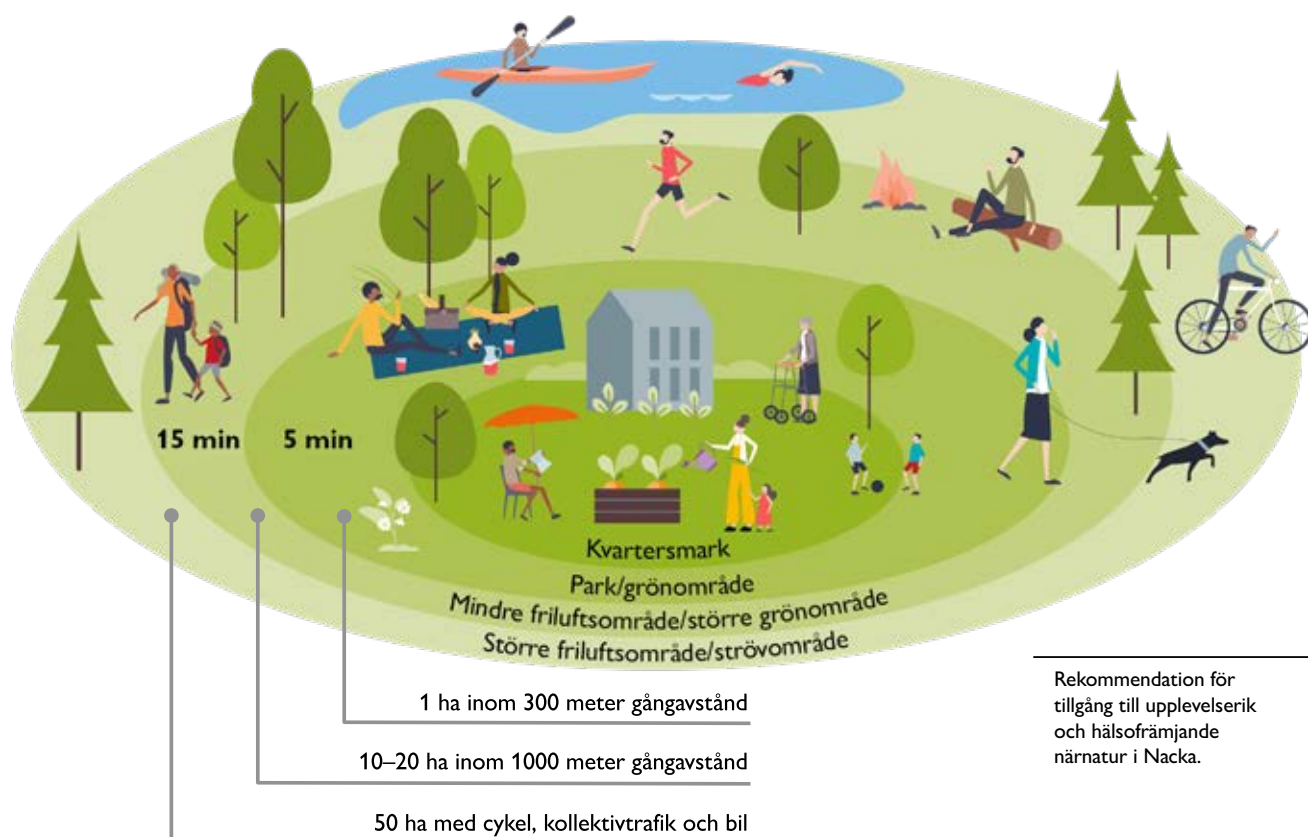 15 min
5 min
Kvartersmark
Park/grönområde
Mindre friluftsområde/större grönområde
Större friluftsområde/strövområde
1 ha inom 300 meter gångavstånd
10–20 ha inom 1000 meter gångavstånd
50 ha med cykel, kollektivtrafik och bil
Rekommendation för
tillgång till upplevelserik
och hälsofrämjande
närnatur i Nacka.